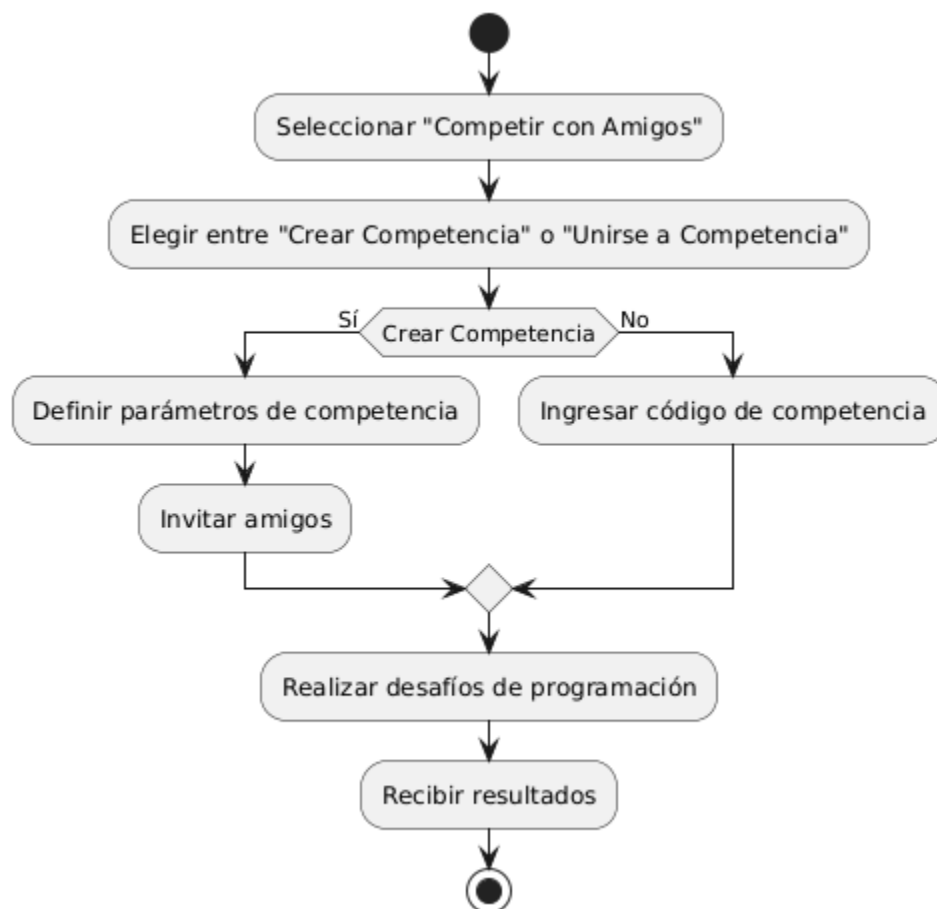 Seleccionar "Competir con Amigos"
Elegir entre "Crear Competencia" o "Unirse a Competencia"
Sí
Crear Competencia
No
Definir parámetros de competencia
Ingresar código de competencia
Invitar amigos
Realizar desafíos de programación
Recibir resultados